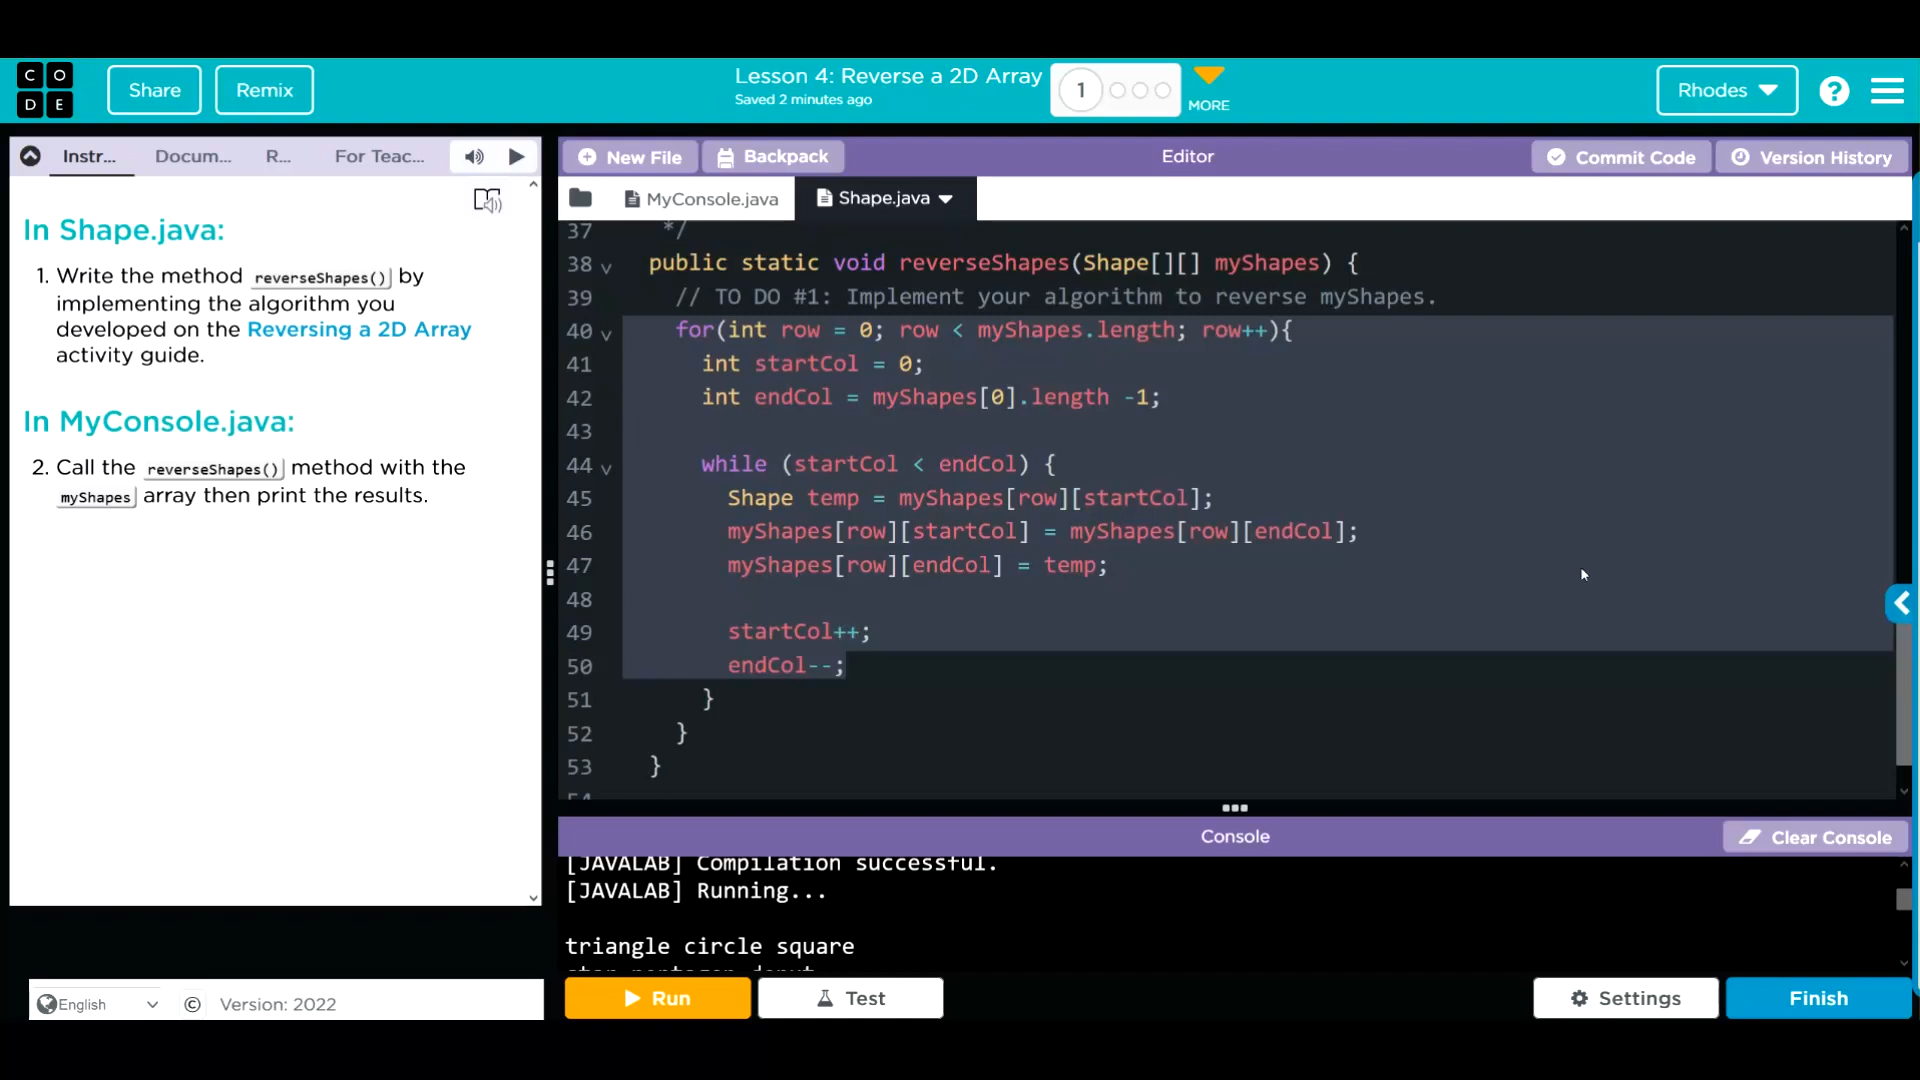 C O D E
Share
Remix
Lesson 4: Reverse a 2D Array
Saved 2 minutes ago
1
MORE
Rhodes
?
Instr...
Docum...
R...
For Teac...
In Shape.java:
1. Write the method reverseShapes() by
implementing the algorithm you
developed on the Reversing a 2D Array
activity guide.
In MyConsole.java:
2. Call the reverseShapes() method with the
myShapes array then print the results.
English
© Version: 2022
New File
Backpack
Editor
Commit Code
Version History
MyConsole.java
Shape.java
37 */
38 public static void reverseShapes(Shape[][] myShapes) {
39 // TO DO #1: Implement your algorithm to reverse myShapes.
40 for(int row = 0; row < myShapes.length; row++){
41 int startCol = 0;
42 int endCol = myShapes[0].length -1;
43
44 while (startCol < endCol) {
45 Shape temp = myShapes[row][startCol];
46 myShapes[row][startCol] = myShapes[row][endCol];
47 myShapes[row][endCol] = temp;
48
49 startCol++;
50 endCol--;
51 }
52 }
53 }
Console
Clear Console
[JAVALAB] Compilation successful.
[JAVALAB] Running...
triangle circle square
Run
Test
Settings
Finish